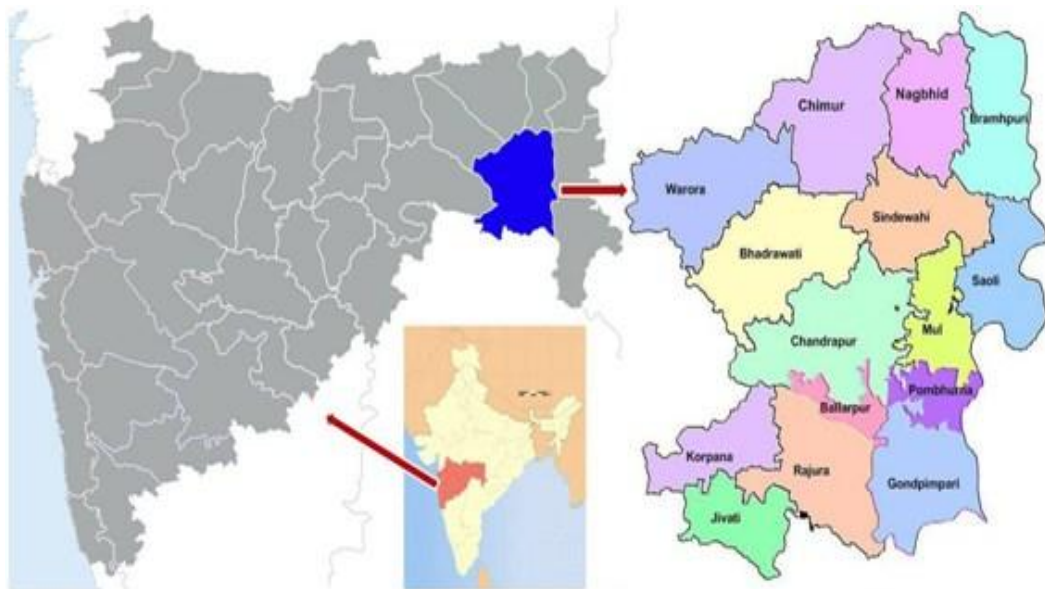 Chimur
Nagbhid
Bramhpuri
Warora
Sindewahi
Bhadrawati
Saoli
Chandrapur
Mul
Pombhurna
Ballarpur
Korpana
Rajura
Gondpimpari
Jivati